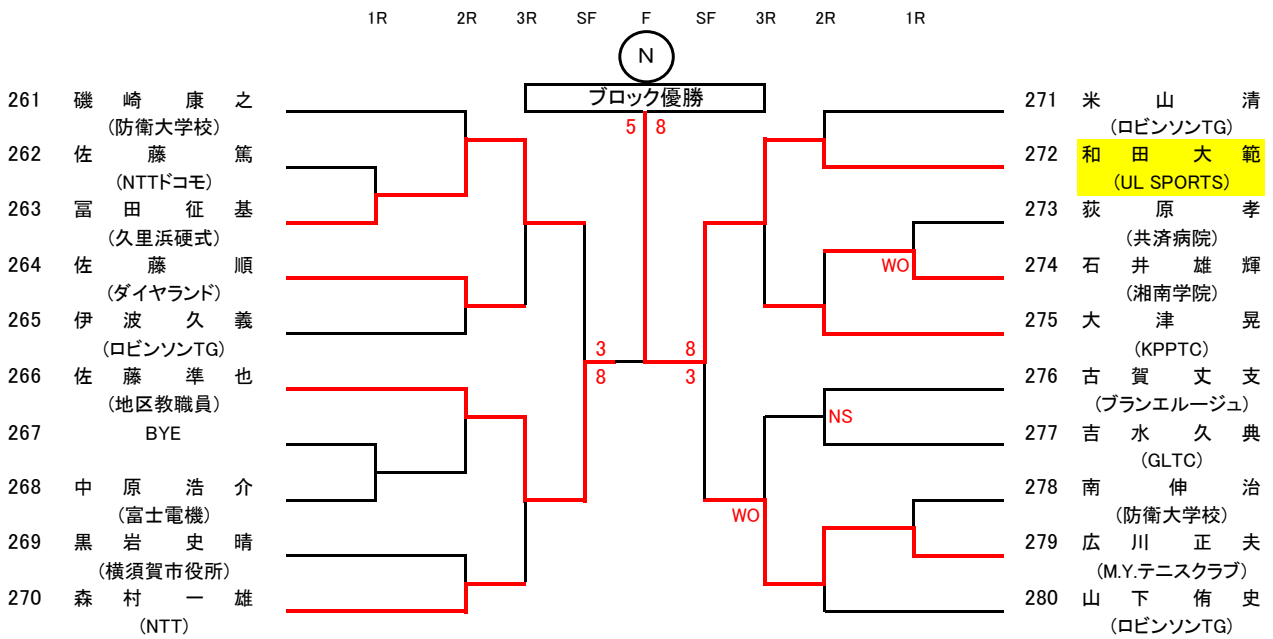 1R 2R 3R SF F SF 3R 2R 1R
N
ブロック優勝
5 8
261 磯崎康之
(防衛大学校)
262 佐藤篤
(NTTドコモ)
263 冨田征基
(久里浜硬式)
264 佐藤順
(ダイヤランド)
265 伊波久義
(ロビンソンTG)
266 佐藤準也
(地区教職員)
267 BYE
268 中原浩介
(富士電機)
269 黒岩史晴
(横須賀市役所)
270 森村一雄
(NTT)
3
8
8
3
271 米山清
(ロビンソンTG)
272 和田大範
(UL SPORTS)
273 荻原孝
(共済病院)
WO
274 石井雄輝
(湘南学院)
275 大津晃
(KPPTC)
276 古賀丈支
(ブランエルージュ)
NS
277 吉水久典
(GLTC)
278 南伸治
(防衛大学校)
WO
279 広川正夫
(M.Y.テニスクラブ)
280 山下侑史
(ロビンソンTG)